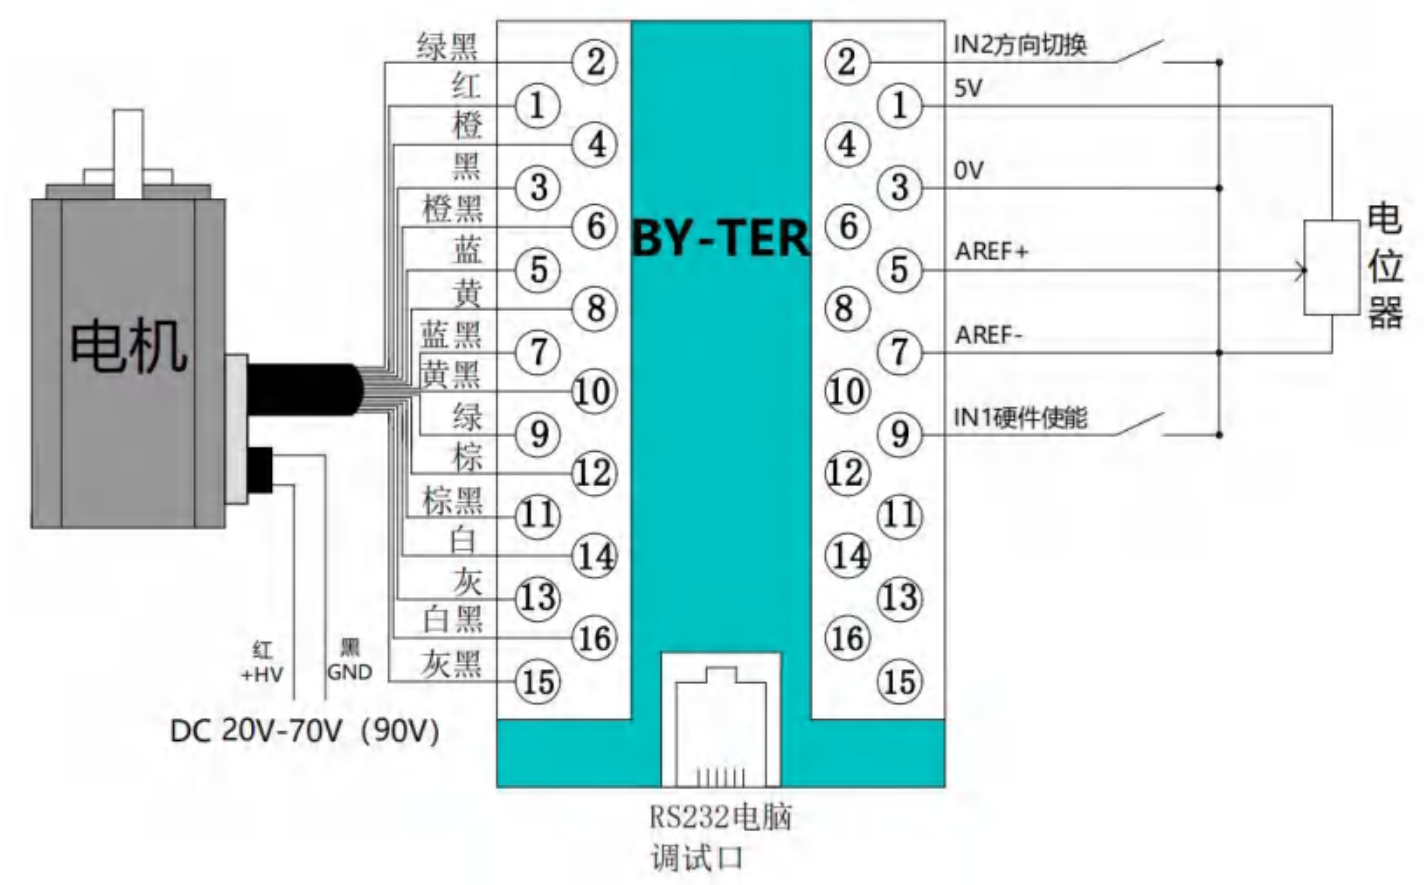 绿黑
②
②
IN2方向切换
红
①
①
5V
橙
④
④
黑
③
③
0V
橙黑
⑥
BY-TER
⑥
蓝
⑤
⑤
AREF+
电位器
黄
⑧
⑧
电机
蓝黑
⑦
⑦
AREF-
黄黑
⑩
⑩
绿
⑨
⑨
IN1硬件使能
棕
⑫
⑫
棕黑
⑪
⑪
白
⑭
⑭
灰
⑬
⑬
白黑
⑯
⑯
灰黑
⑮
⑮
红
+HV
黑
GND
DC 20V-70V（90V）
RS232电脑
调试口